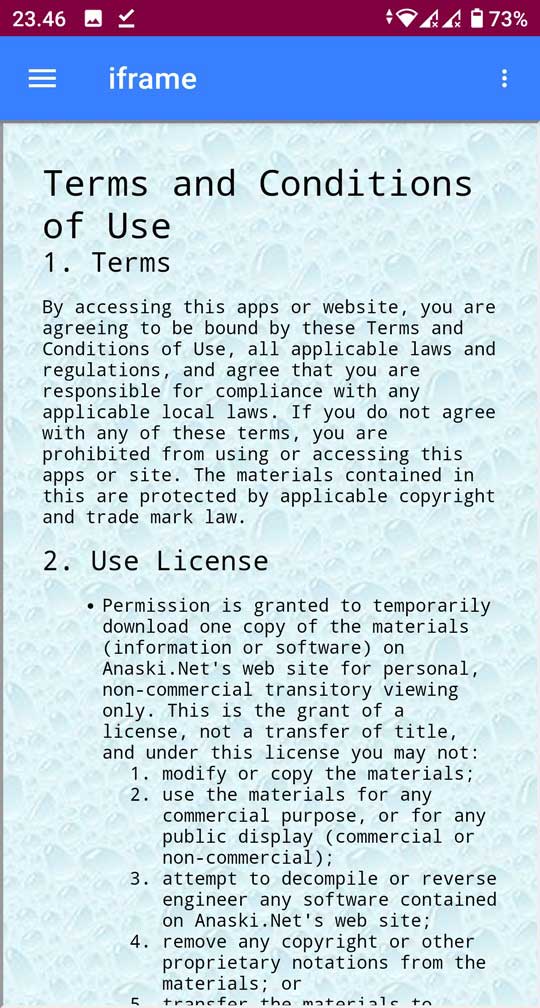 23.46
73%
iframe
Terms and Conditions
of Use
1. Terms
By accessing this apps or website, you are
agreeing to be bound by these Terms and
Conditions of Use, all applicable laws and
regulations, and agree that you are
responsible for compliance with any
applicable local laws. If you do not agree
with any of these terms, you are
prohibited from using or accessing this
apps or site. The materials contained in
this are protected by applicable copyright
and trade mark law.
2. Use License
• Permission is granted to temporarily
download one copy of the materials
(information or software) on
Anaski.Net's web site for personal,
non-commercial transitory viewing
only. This is the grant of a
license, not a transfer of title,
and under this license you may not:
1. modify or copy the materials;
2. use the materials for any
commercial purpose, or for any
public display (commercial or
non-commercial);
3. attempt to decompile or reverse
engineer any software contained
on Anaski.Net's web site;
4. remove any copyright or other
proprietary notations from the
materials; or
5. transfer the materials to